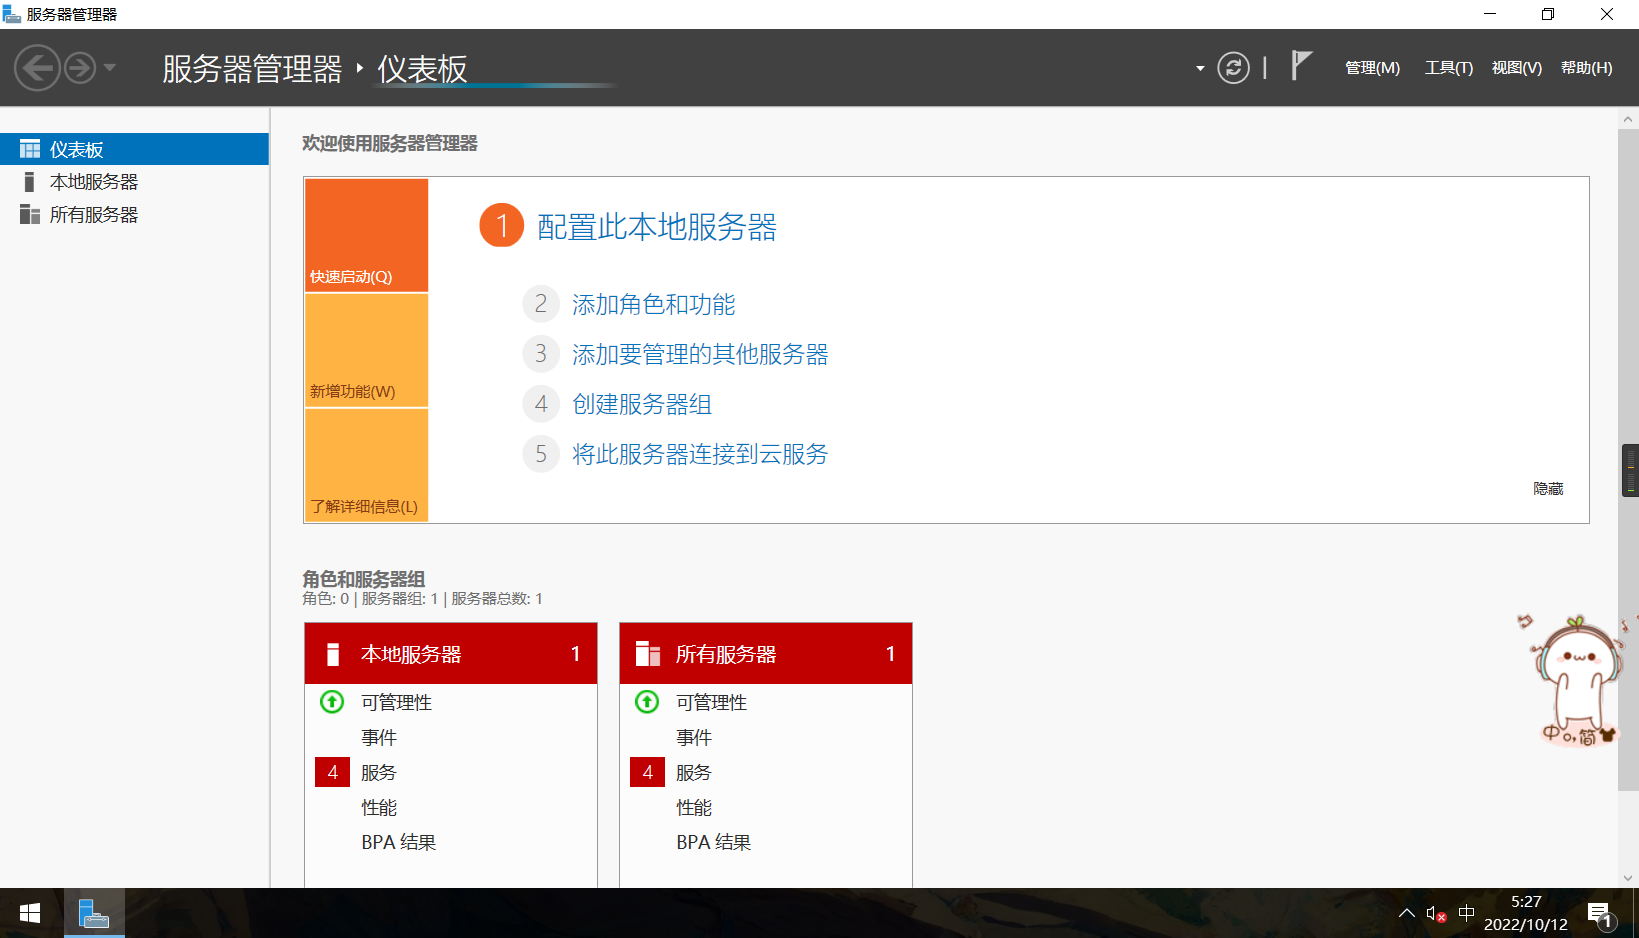 服务器管理器
服务器管理器 仪表板
管理(M) 工具(T) 视图(V) 帮助(H)
仪表板
本地服务器
所有服务器
欢迎使用服务器管理器
快速启动(Q)
新增功能(W)
了解详细信息(L)
1 配置此本地服务器
2 添加角色和功能
3 添加要管理的其他服务器
4 创建服务器组
5 将此服务器连接到云服务
隐藏
角色和服务器组
角色: 0 | 服务器组: 1 | 服务器总数: 1
本地服务器 1
可管理性
事件
4 服务
性能
BPA 结果
所有服务器 1
可管理性
事件
4 服务
性能
BPA 结果
中 简
中
5:27
2022/10/12
1